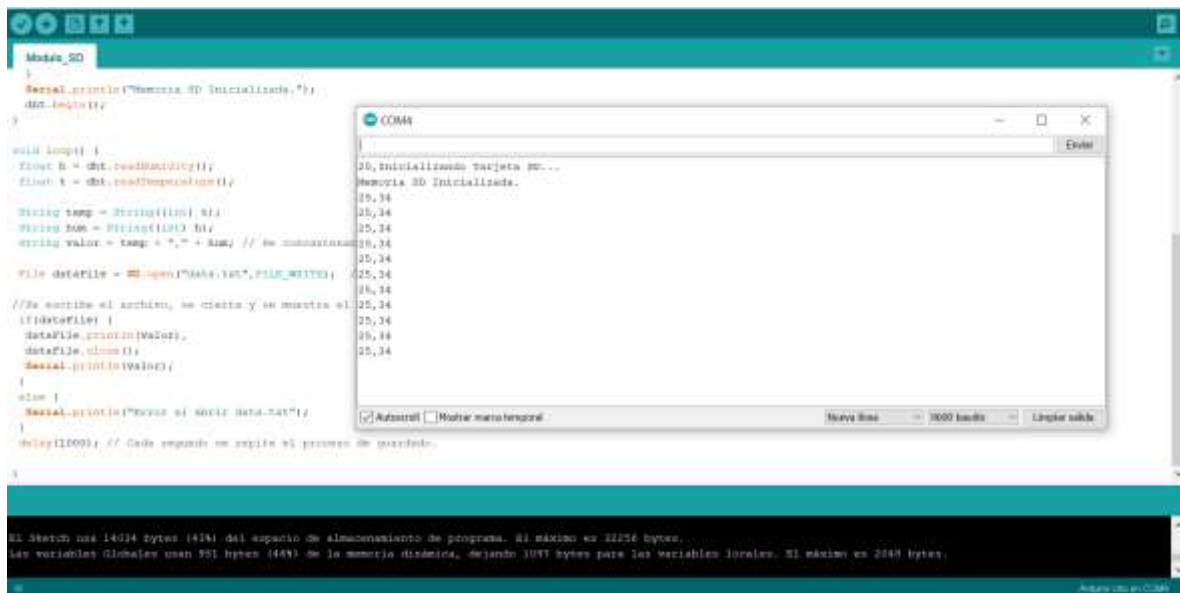 Modulo_SD
}
Serial.println("Memoria SD Inicializada.");
dht.begin();
}
void loop() {
float h = dht.readHumidity();
float t = dht.readTemperature();
String temp = String((int) t);
String hum = String((int) h);
String valor = temp + "," + hum; // Se concatenan
File dataFile = SD.open("data.txt",FILE_WRITE); //
//Se escribe el archivo, se cierra y se muestra el
if(dataFile) {
dataFile.println(valor);
dataFile.close();
Serial.println(valor);
}
else {
Serial.println("Error al abrir data.txt");
}
delay(1000); // Cada segundo se repite el proceso de guardado.
}
COM4
Enviar
25,Inicializando Tarjeta SD...
Memoria SD Inicializada.
25,34
25,34
25,34
25,34
25,34
25,34
25,34
25,34
25,34
25,34
25,34
Autoscroll Mostrar marca temporal
Nueva línea
9600 baudio
Limpiar salida
El Sketch usa 14034 bytes (43%) del espacio de almacenamiento de programa. El máximo es 32256 bytes.
Las variables Globales usan 951 bytes (46%) de la memoria dinámica, dejando 1097 bytes para las variables locales. El máximo es 2048 bytes.
Arduino Uno en COM4